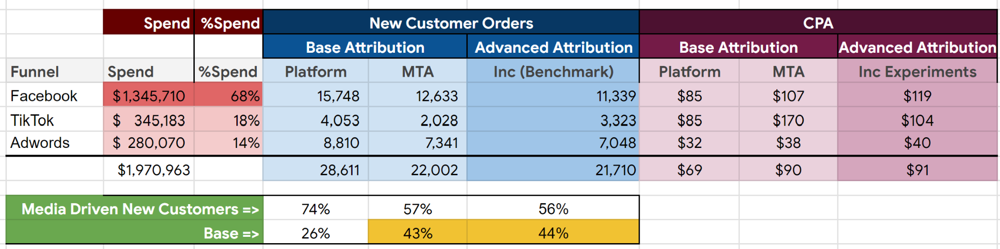 Spend %Spend New Customer Orders CPA
Base Attribution Advanced Attribution Base Attribution Advanced Attribution
Funnel Spend %Spend Platform MTA Inc (Benchmark) Platform MTA Inc Experiments
Facebook $1,345,710 68% 15,748 12,633 11,339 $85 $107 $119
TikTok $ 345,183 18% 4,053 2,028 3,323 $85 $170 $104
Adwords $ 280,070 14% 8,810 7,341 7,048 $32 $38 $40
$1,970,963 28,611 22,002 21,710 $69 $90 $91
Media Driven New Customers => 74% 57% 56%
Base => 26% 43% 44%